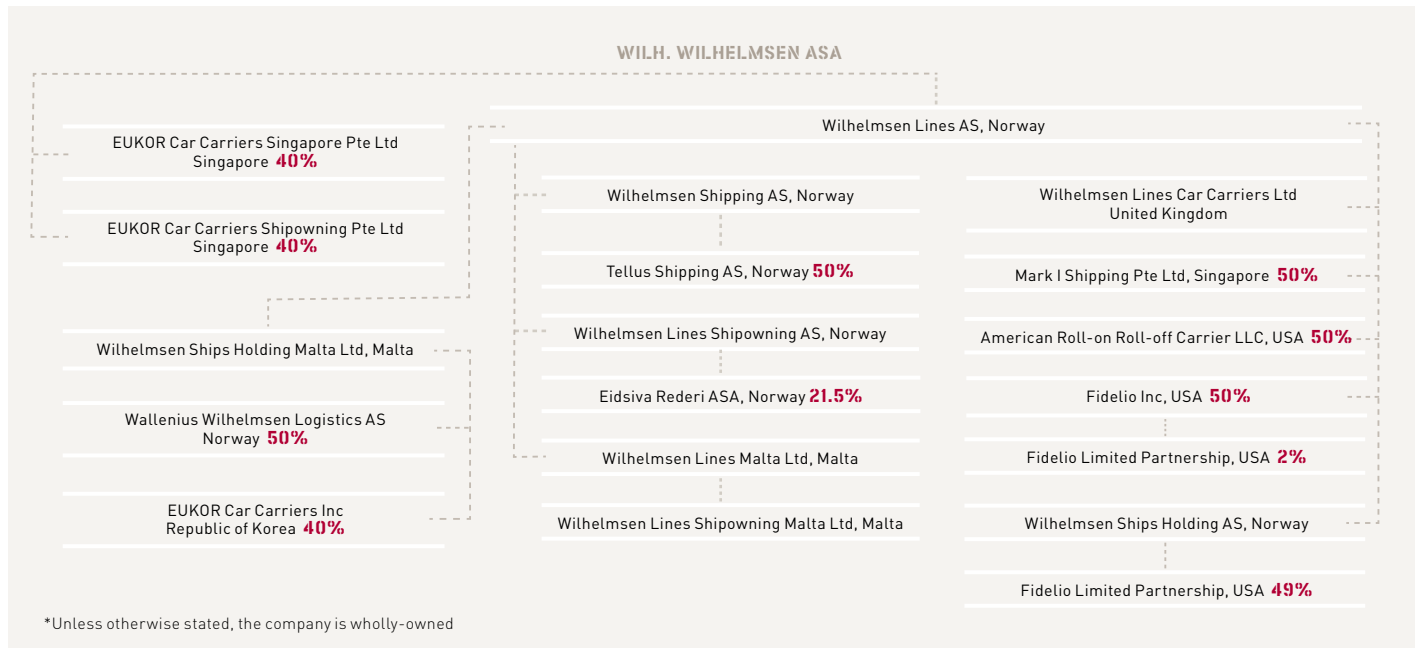 WILH. WILHELMSEN ASA
Wilhelmsen Lines AS, Norway
EUKOR Car Carriers Singapore Pte Ltd
Singapore 40%
EUKOR Car Carriers Shipowning Pte Ltd
Singapore 40%
Wilhelmsen Ships Holding Malta Ltd, Malta
Wallenius Wilhelmsen Logistics AS
Norway 50%
EUKOR Car Carriers Inc
Republic of Korea 40%
Wilhelmsen Shipping AS, Norway
Tellus Shipping AS, Norway 50%
Wilhelmsen Lines Shipowning AS, Norway
Eidsiva Rederi ASA, Norway 21.5%
Wilhelmsen Lines Malta Ltd, Malta
Wilhelmsen Lines Shipowning Malta Ltd, Malta
Wilhelmsen Lines Car Carriers Ltd
United Kingdom
Mark I Shipping Pte Ltd, Singapore 50%
American Roll-on Roll-off Carrier LLC, USA 50%
Fidelio Inc, USA 50%
Fidelio Limited Partnership, USA 2%
Wilhelmsen Ships Holding AS, Norway
Fidelio Limited Partnership, USA 49%
*Unless otherwise stated, the company is wholly-owned